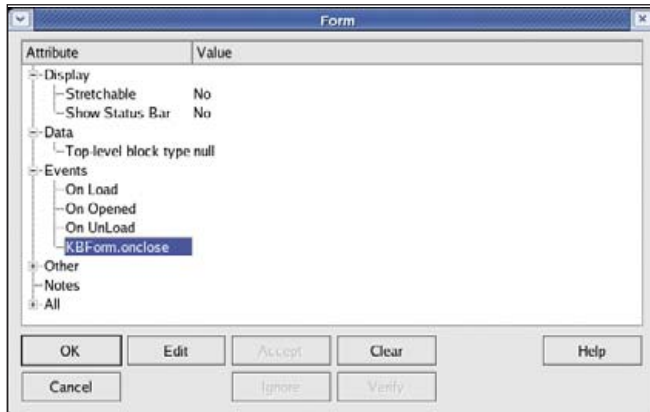 Form
Attribute Value
Display
Stretchable No
Show Status Bar No
Data
Top-level block type null
Events
On Load
On Opened
On UnLoad
KBForm.onclose
Other
Notes
All
OK Edit Accept Clear Help
Cancel Ignore Verify